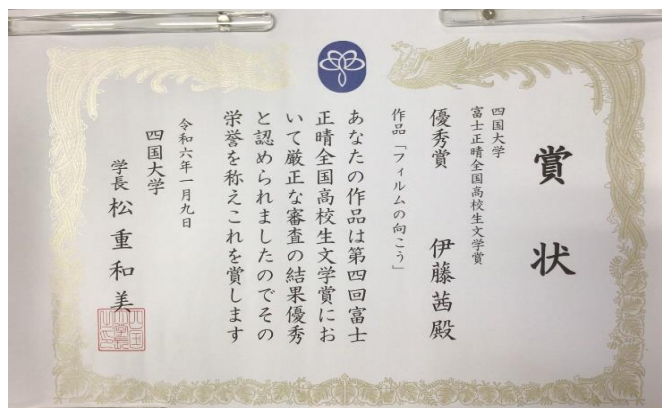 賞状
四国大学
富士正晴全国高校生文学賞
優秀賞 伊藤茜殿
作品「フィルムの向こう」
あなたの作品は第四回富士
正晴全国高校生文学賞にお
いて厳正な審査の結果優秀
と認められましたのでその
栄誉を称えこれを賞します
令和六年一月九日
四国大学
学長 松重和美